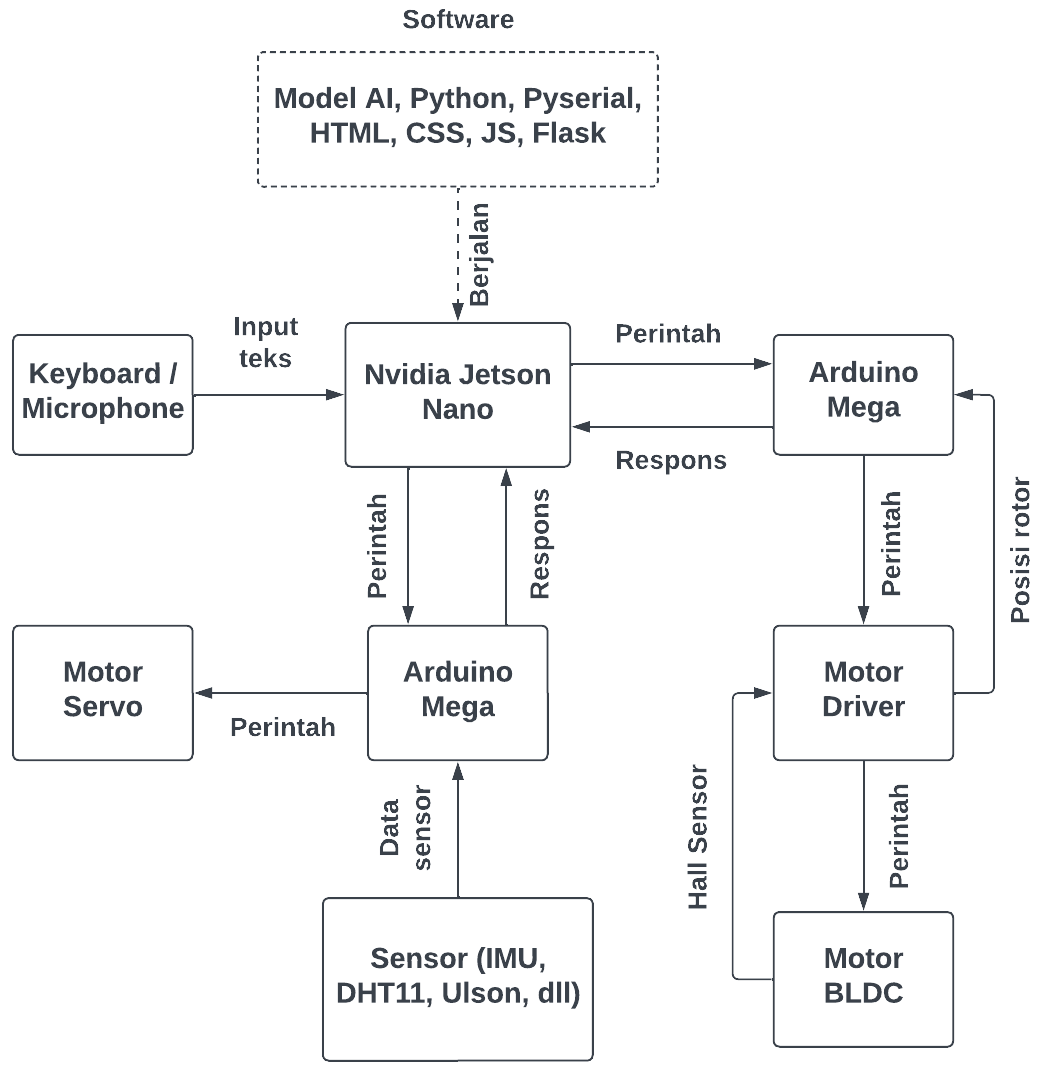 Software
Model AI, Python, Pyserial,
HTML, CSS, JS, Flask
Berjalan
Keyboard /
Microphone
Input
teks
Nvidia Jetson
Nano
Perintah
Respons
Arduino
Mega
Perintah
Respons
Perintah
Posisi rotor
Motor
Servo
Perintah
Arduino
Mega
Motor
Driver
Data
sensor
Hall Sensor
Perintah
Sensor (IMU,
DHT11, Ulson, dll)
Motor
BLDC